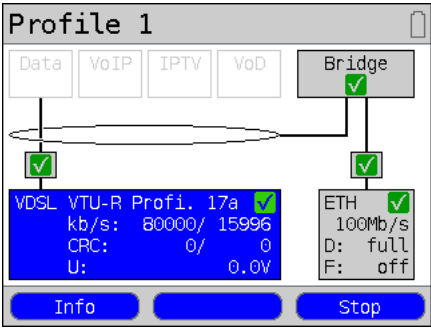 Profile 1
Data VoIP IPTV VoD Bridge
VDSL VTU-R Profi. 17a
kb/s: 80000/ 15996
CRC: 0/ 0
U: 0.0V
ETH
100Mb/s
D: full
F: off
Info Stop